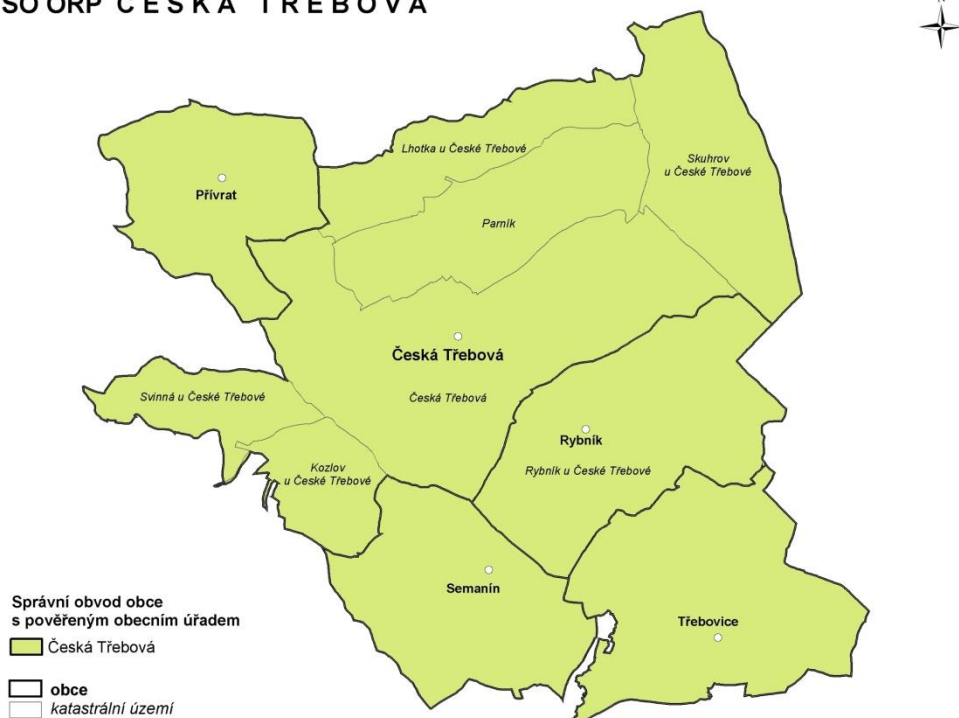 SO ORP Č E S K Á T Ř E B O V Á
Lhotka u České Třebové
Skuhrov
u České Třebové
Přívrat
Parník
Česká Třebová
Svinná u České Třebové
Česká Třebová
Rybník
Kozlov
u České Třebové
Rybník u České Třebové
Semanín
Třebovice
Správní obvod obce
s pověřeným obecním úřadem
Česká Třebová
obce
katastrální území